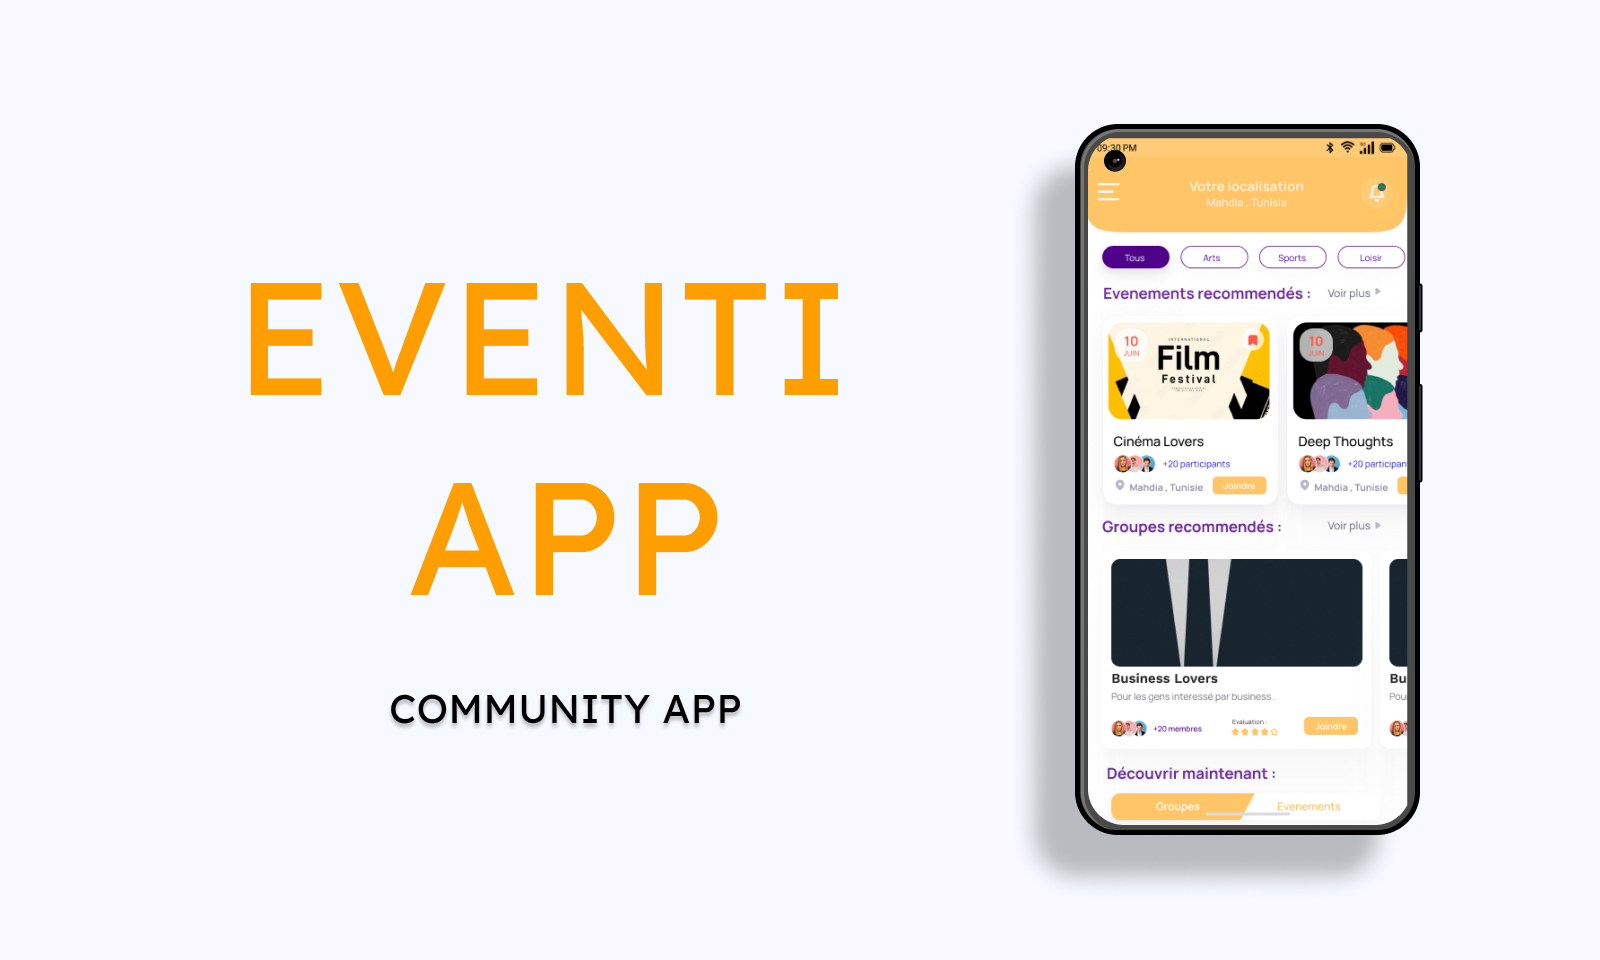 EVENTI
APP
COMMUNITY APP
09:30 PM
Votre localisation
Mahdia , Tunisia
Tous
Arts
Sports
Loisir
Evenements recommendés :
Voir plus
10
JUIN
INTERNATIONAL
Film
Festival
10
JUIN
Cinéma Lovers
Deep Thoughts
+20 participants
+20 participan
Mahdia , Tunisie
Joindre
Mahdia , Tunisie
Groupes recommendés :
Voir plus
Business Lovers
Bu
Pour les gens interessé par business .
Pou
+20 membres
Evaluation :
Joindre
Découvrir maintenant :
Groupes
Evenements